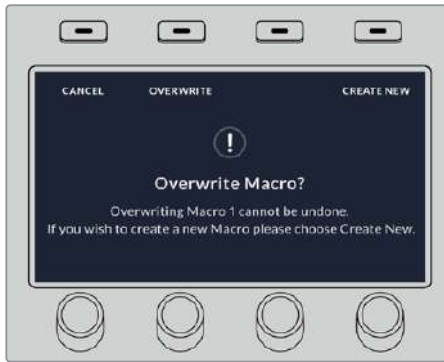 CANCEL OVERWRITE CREATE NEW
Overwrite Macro?
Overwriting Macro 1 cannot be undone.
If you wish to create a new Macro please choose Create New.